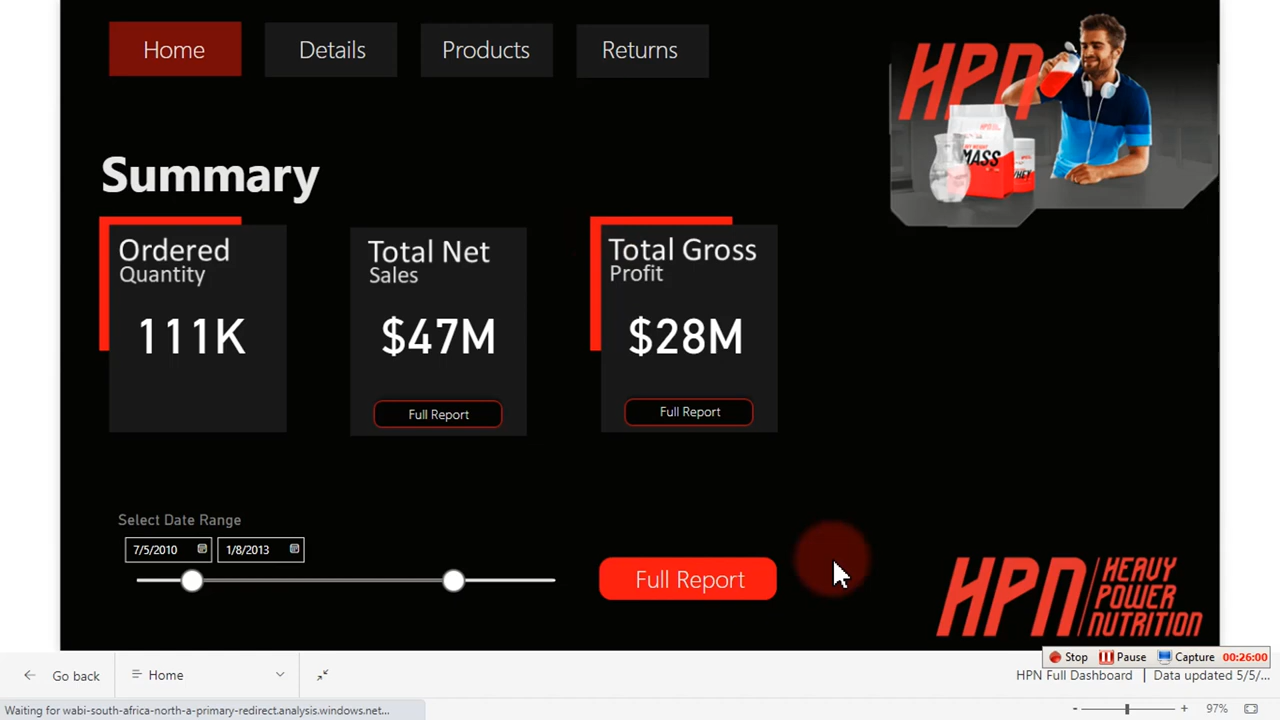 Home
Details
Products
Returns
HPN
MASS
WHEY
Summary
Ordered
Quantity
111K
Total Net
Sales
$47M
Full Report
Total Gross
Profit
$28M
Full Report
Select Date Range
7/5/2010
1/8/2013
Full Report
HPN
HEAVY
POWER
NUTRITION
Stop
Pause
Capture
00:26:00
Go back
Home
HPN Full Dashboard
Data updated 5/5/...
Waiting for wabi-south-africa-north-a-primary-redirect.analysis.windows.net...
- + 97%